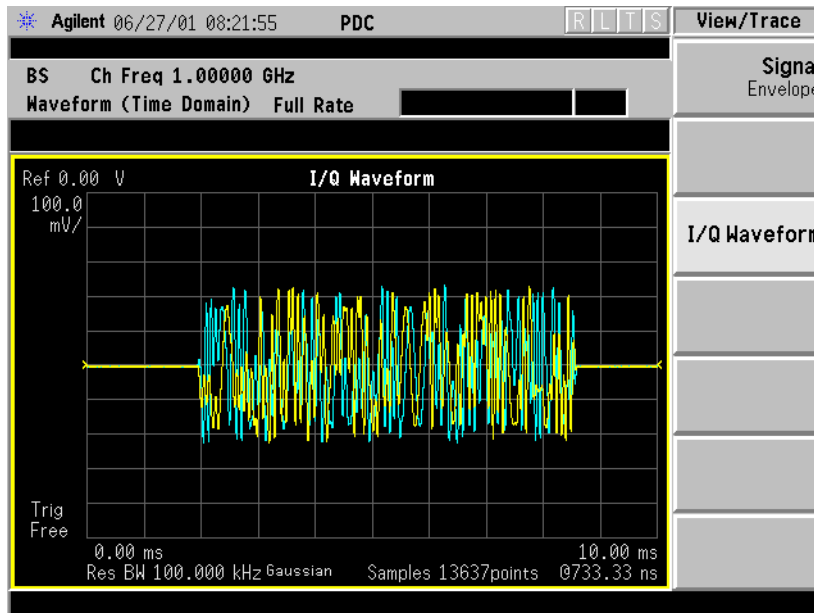 Agilent 06/27/01 08:21:55 PDC R L T S View/Trace
BS Ch Freq 1.00000 GHz
Waveform (Time Domain) Full Rate
Signa
Envelope
Ref 0.00 V I/Q Waveform
100.0
mV/
I/Q Waveform
Trig
Free
0.00 ms 10.00 ms
Res BW 100.000 kHz Gaussian Samples 13637points @733.33 ns